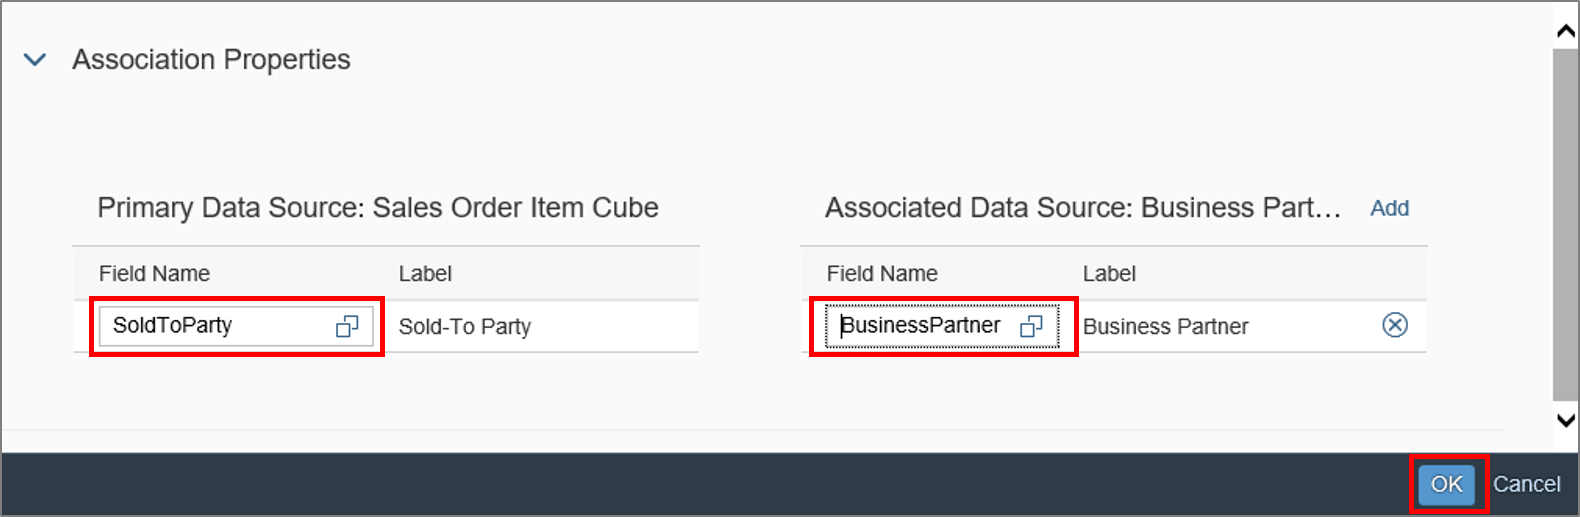 Association Properties
Primary Data Source: Sales Order Item Cube
Field Name Label
SoldToParty Sold-To Party
Associated Data Source: Business Part... Add
Field Name Label
BusinessPartner Business Partner
OK Cancel